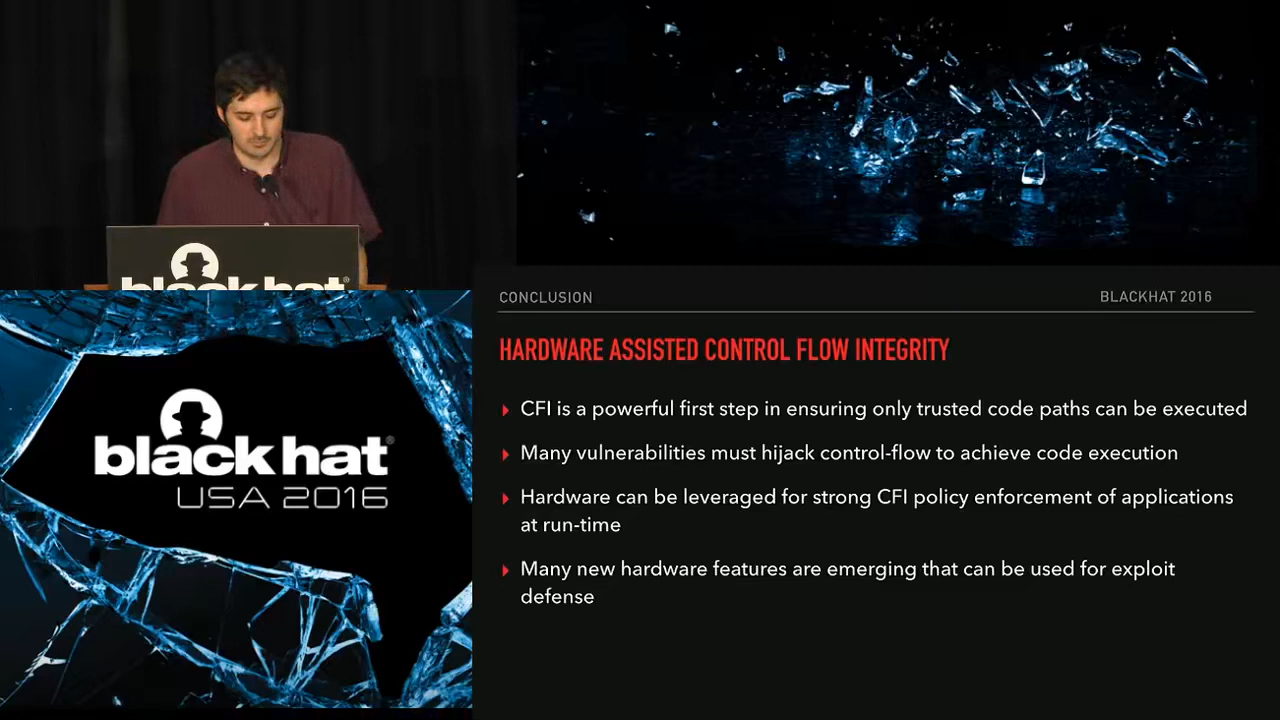 black hat®
black hat®
USA 2016
CONCLUSION
BLACKHAT 2016
HARDWARE ASSISTED CONTROL FLOW INTEGRITY
CFI is a powerful first step in ensuring only trusted code paths can be executed
Many vulnerabilities must hijack control-flow to achieve code execution
Hardware can be leveraged for strong CFI policy enforcement of applications
at run-time
Many new hardware features are emerging that can be used for exploit
defense